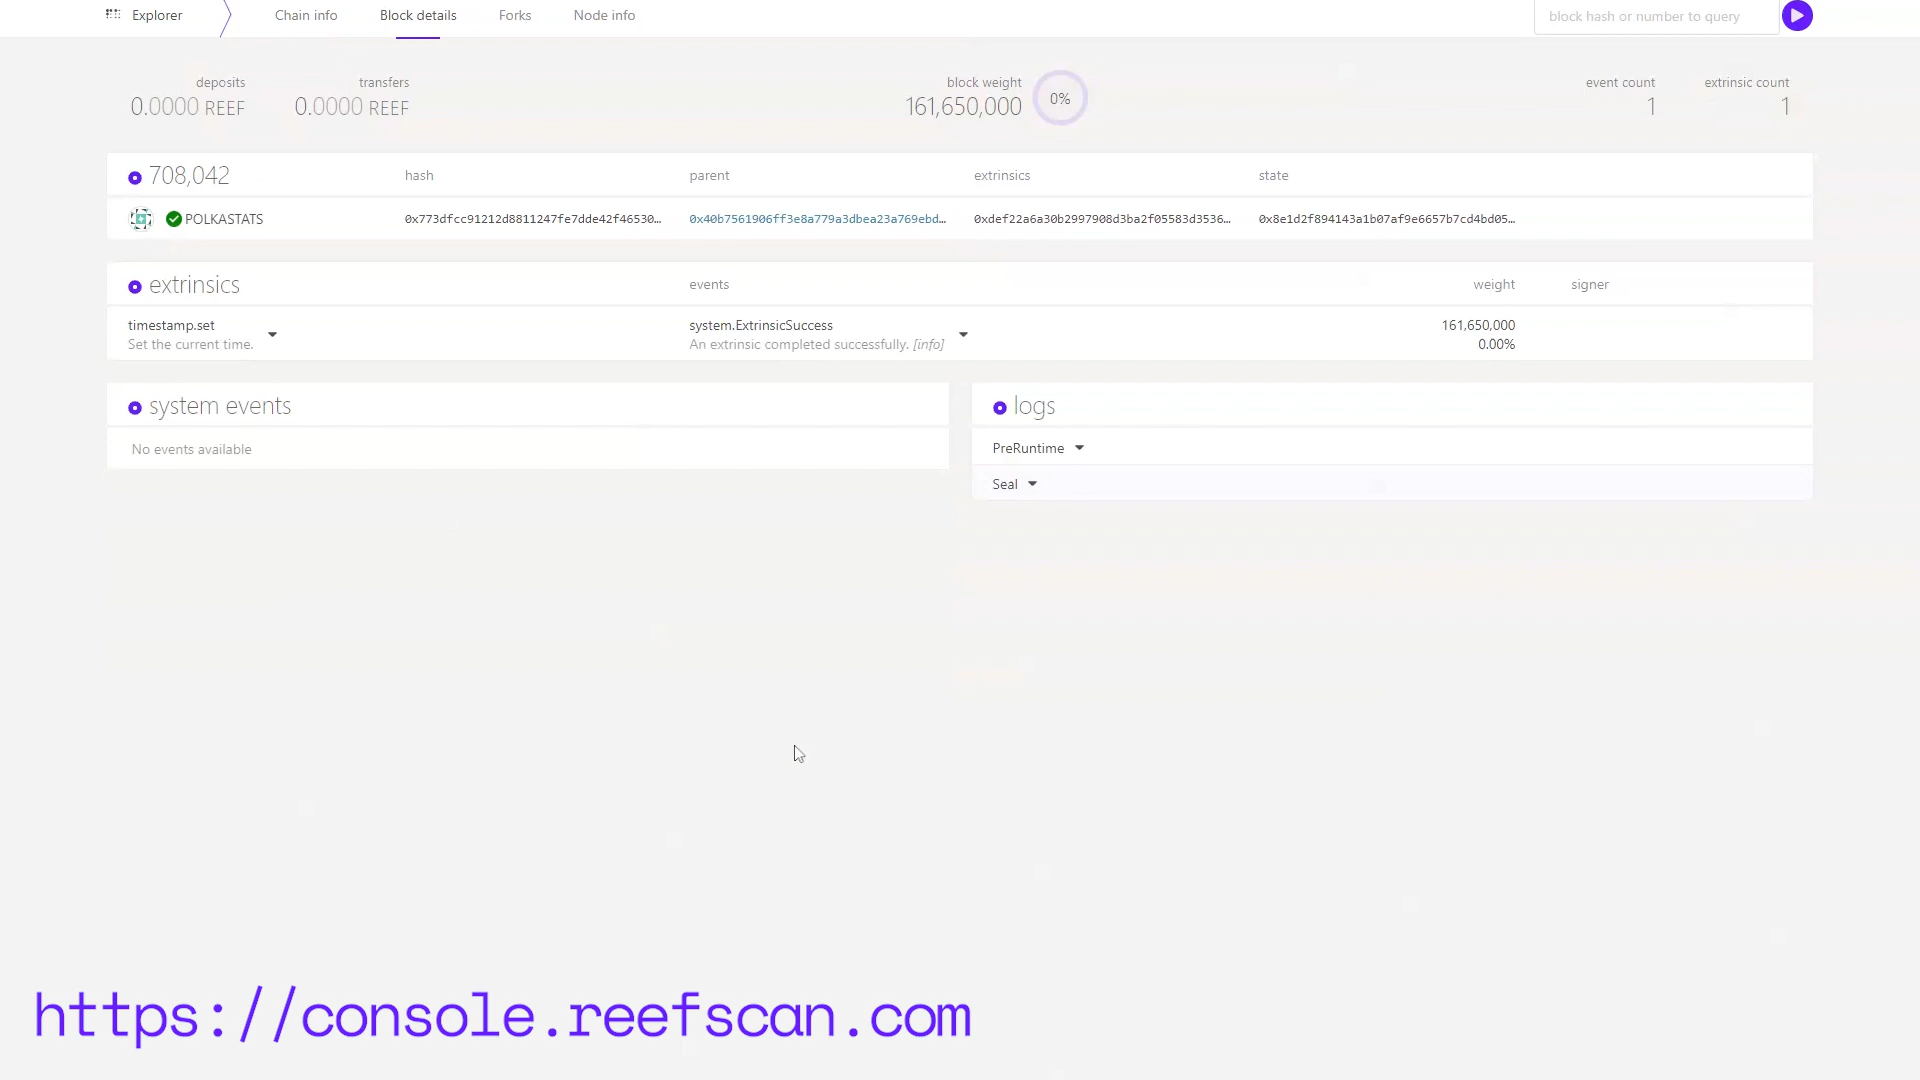 Explorer Chain info Block details Forks Node info block hash or number to query
deposits transfers block weight event count extrinsic count
0.0000 REEF 0.0000 REEF 161,650,000 0% 1 1
708,042 hash parent extrinsics state
POLKASTATS 0x773dfcc91212d8811247fe7dde42f46530… 0x40b7561906ff3e8a779a3dbea23a769ebd… 0xdef22a6a30b2997908d3ba2f05583d3536… 0x8e1d2f894143a1b07af9e6657b7cd4bd05…
extrinsics events weight signer
timestamp.set system.ExtrinsicSuccess 161,650,000
Set the current time. An extrinsic completed successfully. [info] 0.00%
system events logs
No events available PreRuntime
Seal
https://console.reefscan.com